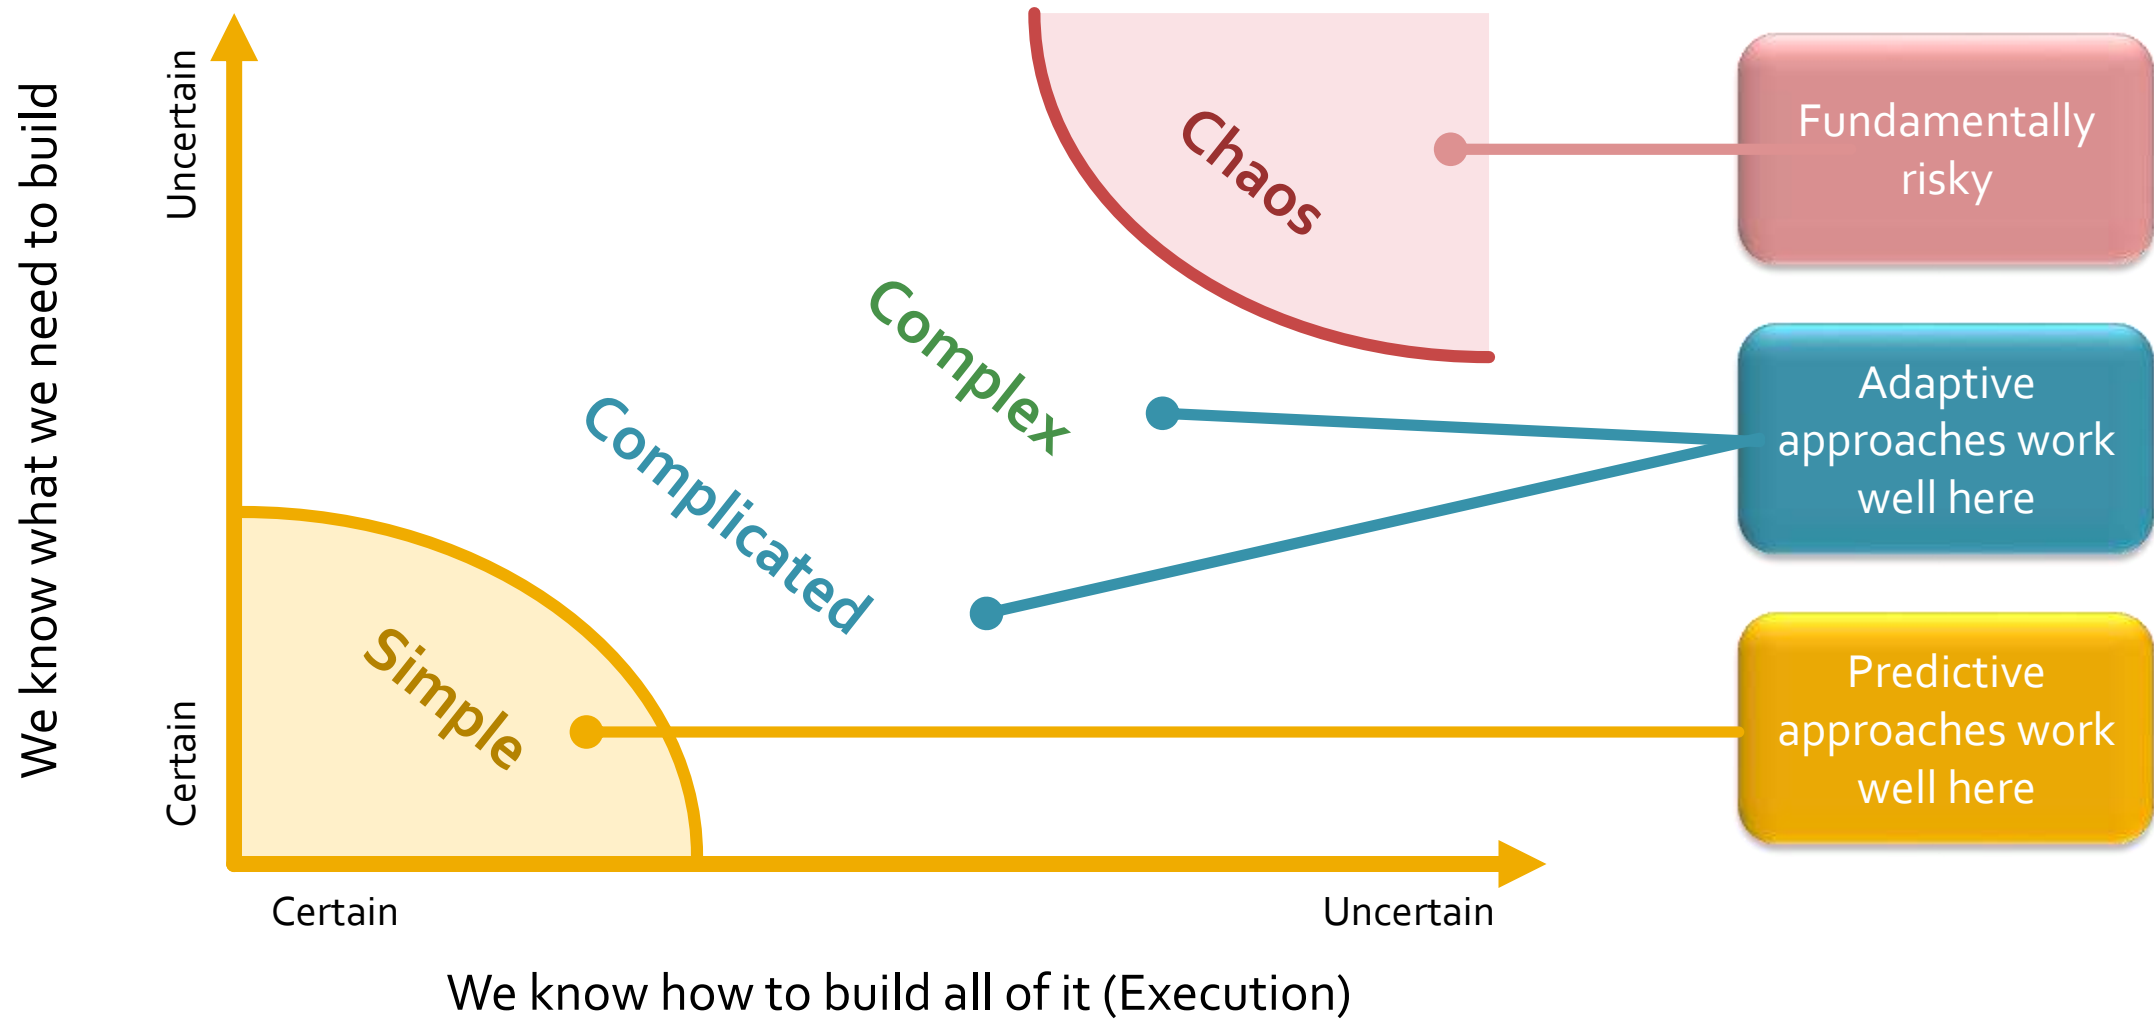 We know what we need to build
Uncertain
Certain
Chaos
Complex
Complicated
Simple
Fundamentally
risky
Adaptive
approaches work
well here
Predictive
approaches work
well here
Certain
Uncertain
We know how to build all of it (Execution)